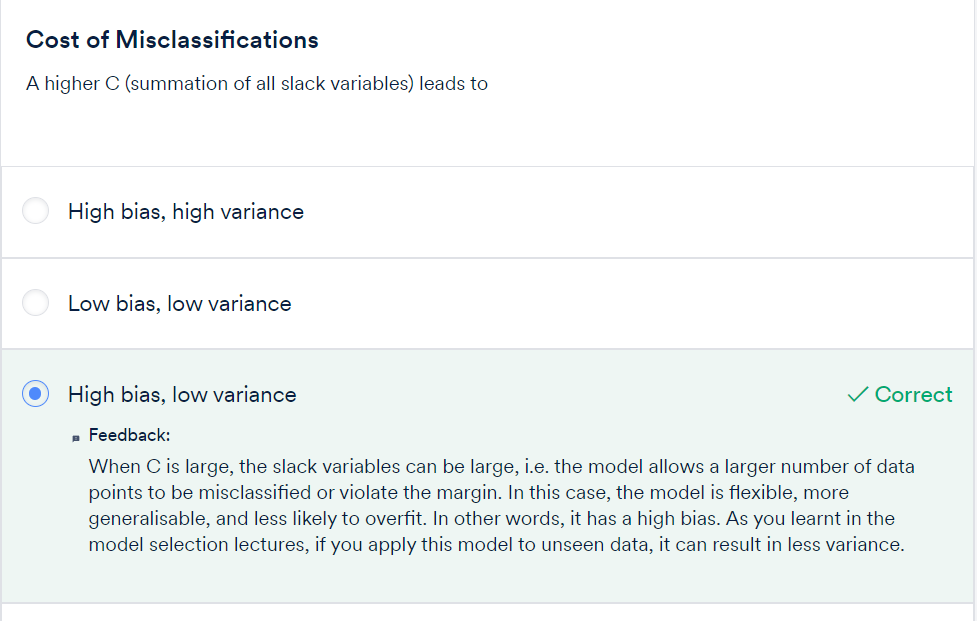 Cost of Misclassifications
A higher C (summation of all slack variables) leads to
High bias, high variance
Low bias, low variance
High bias, low variance
✓ Correct
Feedback:
When C is large, the slack variables can be large, i.e. the model allows a larger number of data
points to be misclassified or violate the margin. In this case, the model is flexible, more
generalisable, and less likely to overfit. In other words, it has a high bias. As you learnt in the
model selection lectures, if you apply this model to unseen data, it can result in less variance.